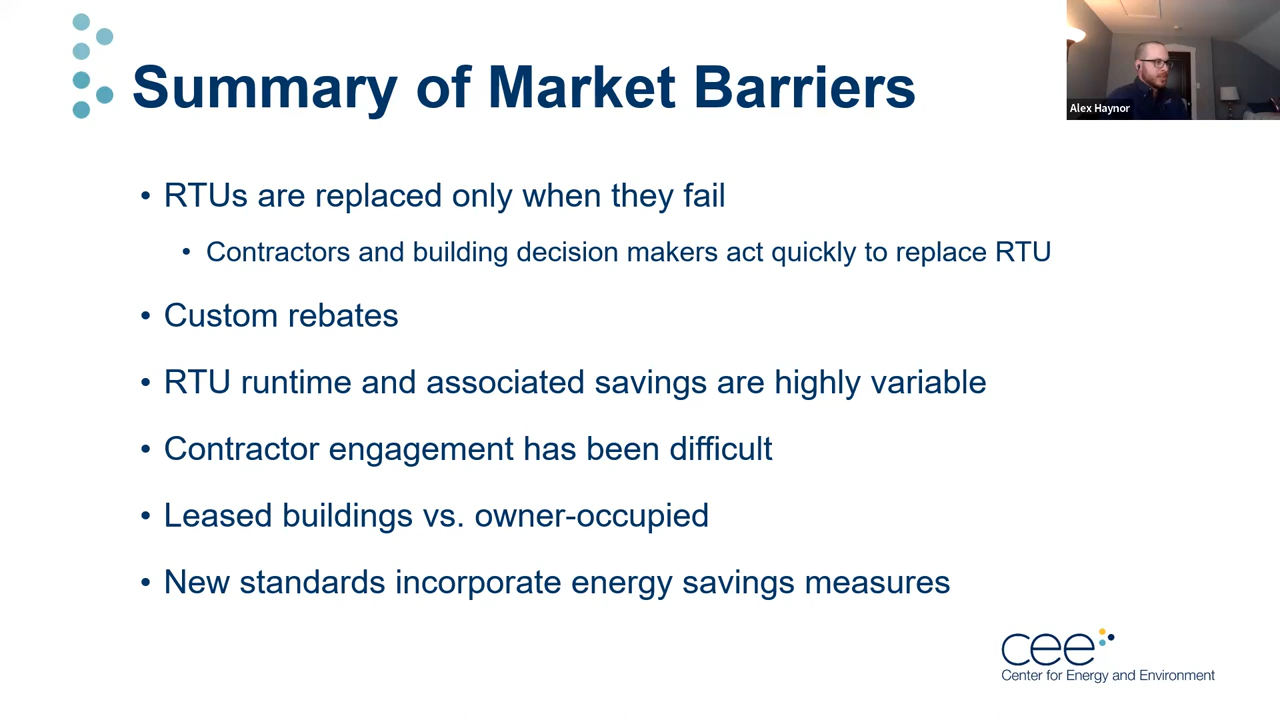 Summary of Market Barriers
Alex Haynor
• RTUs are replaced only when they fail
• Contractors and building decision makers act quickly to replace RTU
• Custom rebates
• RTU runtime and associated savings are highly variable
• Contractor engagement has been difficult
• Leased buildings vs. owner-occupied
• New standards incorporate energy savings measures
cee
Center for Energy and Environment